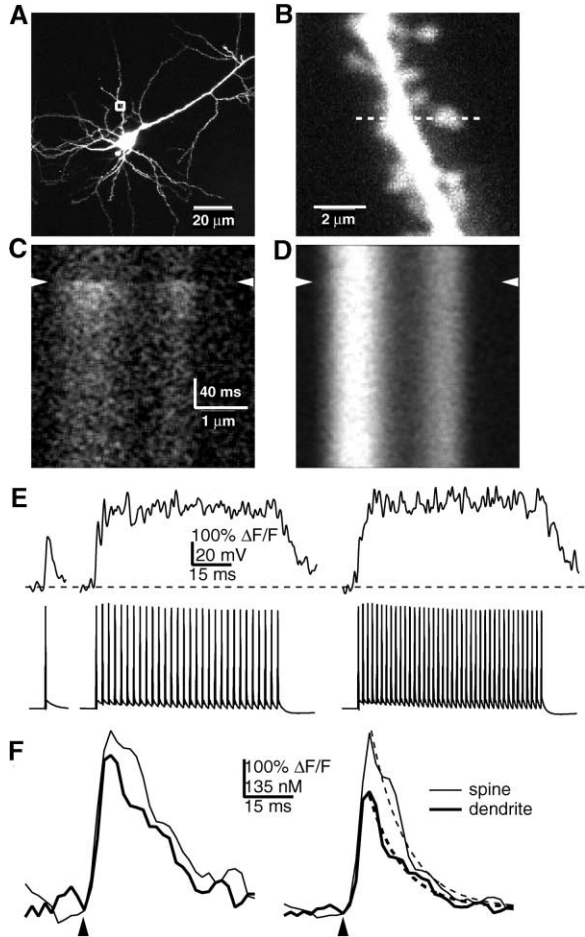 A
B
20 μm
2 μm
C
D
40 ms
1 μm
E
100% ΔF/F
20 mV
15 ms
F
100% ΔF/F
135 nM
15 ms
spine
dendrite